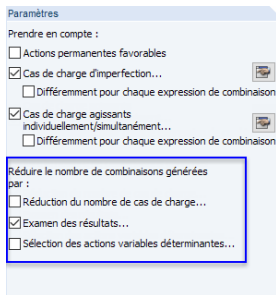 Paramètres
Prendre en compte :
Actions permanentes favorables
Cas de charge d'imperfection...
Différemment pour chaque expression de combinaison
Cas de charge agissants
individuellement/simultanément...
Différemment pour chaque expression de combinaison
Réduire le nombre de combinaisons générées
par :
Réduction du nombre de cas de charge...
Examen des résultats...
Sélection des actions variables déterminantes...